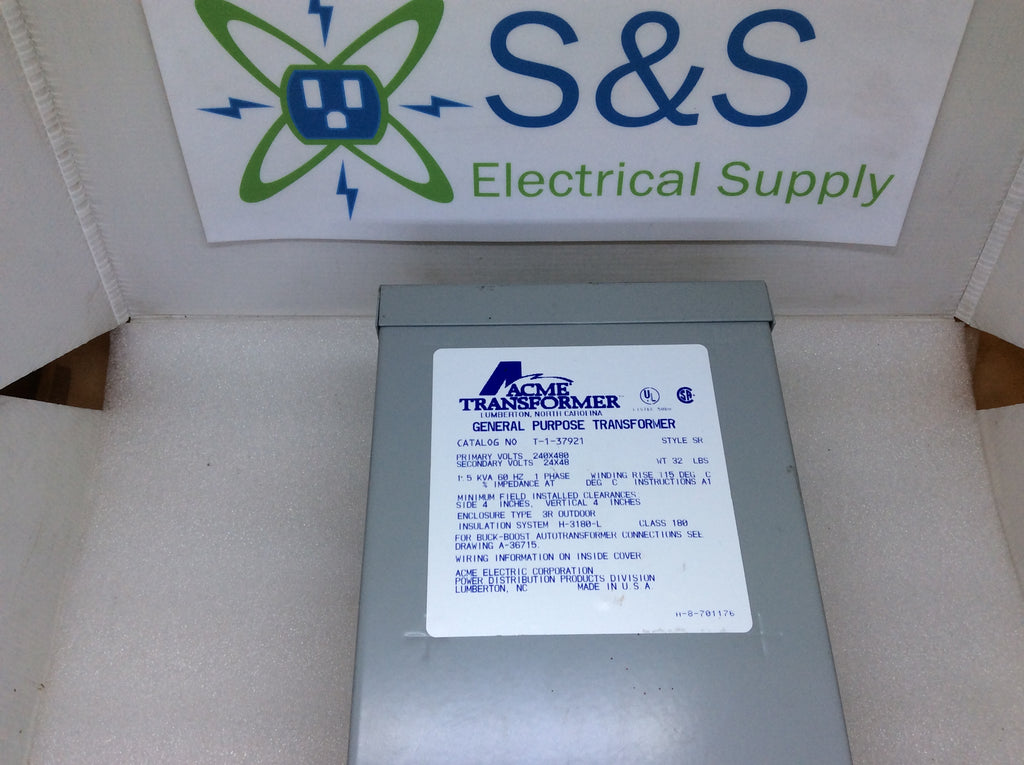 S&S
Electrical Supply
ACME
TRANSFORMER
LUMBERTON, NORTH CAROLINA
UL
LISTED
SA
GENERAL PURPOSE TRANSFORMER
CATALOG NO T-1-37921 STYLE SR
PRIMARY VOLTS 240X480
SECONDARY VOLTS 24X48 WT 32 LBS
1.5 KVA 60 HZ 1 PHASE WINDING RISE 115 DEG C
% IMPEDANCE AT DEG C INSTRUCTIONS A1
MINIMUM FIELD INSTALLED CLEARANCES
SIDE 4 INCHES, VERTICAL 4 INCHES
ENCLOSURE TYPE 3R OUTDOOR
INSULATION SYSTEM H-3180-L CLASS 180
FOR BUCK-BOOST AUTOTRANSFORMER CONNECTIONS SEE
DRAWING A-36715.
WIRING INFORMATION ON INSIDE COVER
ACME ELECTRIC CORPORATION
POWER DISTRIBUTION PRODUCTS DIVISION
LUMBERTON, NC MADE IN U.S.A
H-8-701176